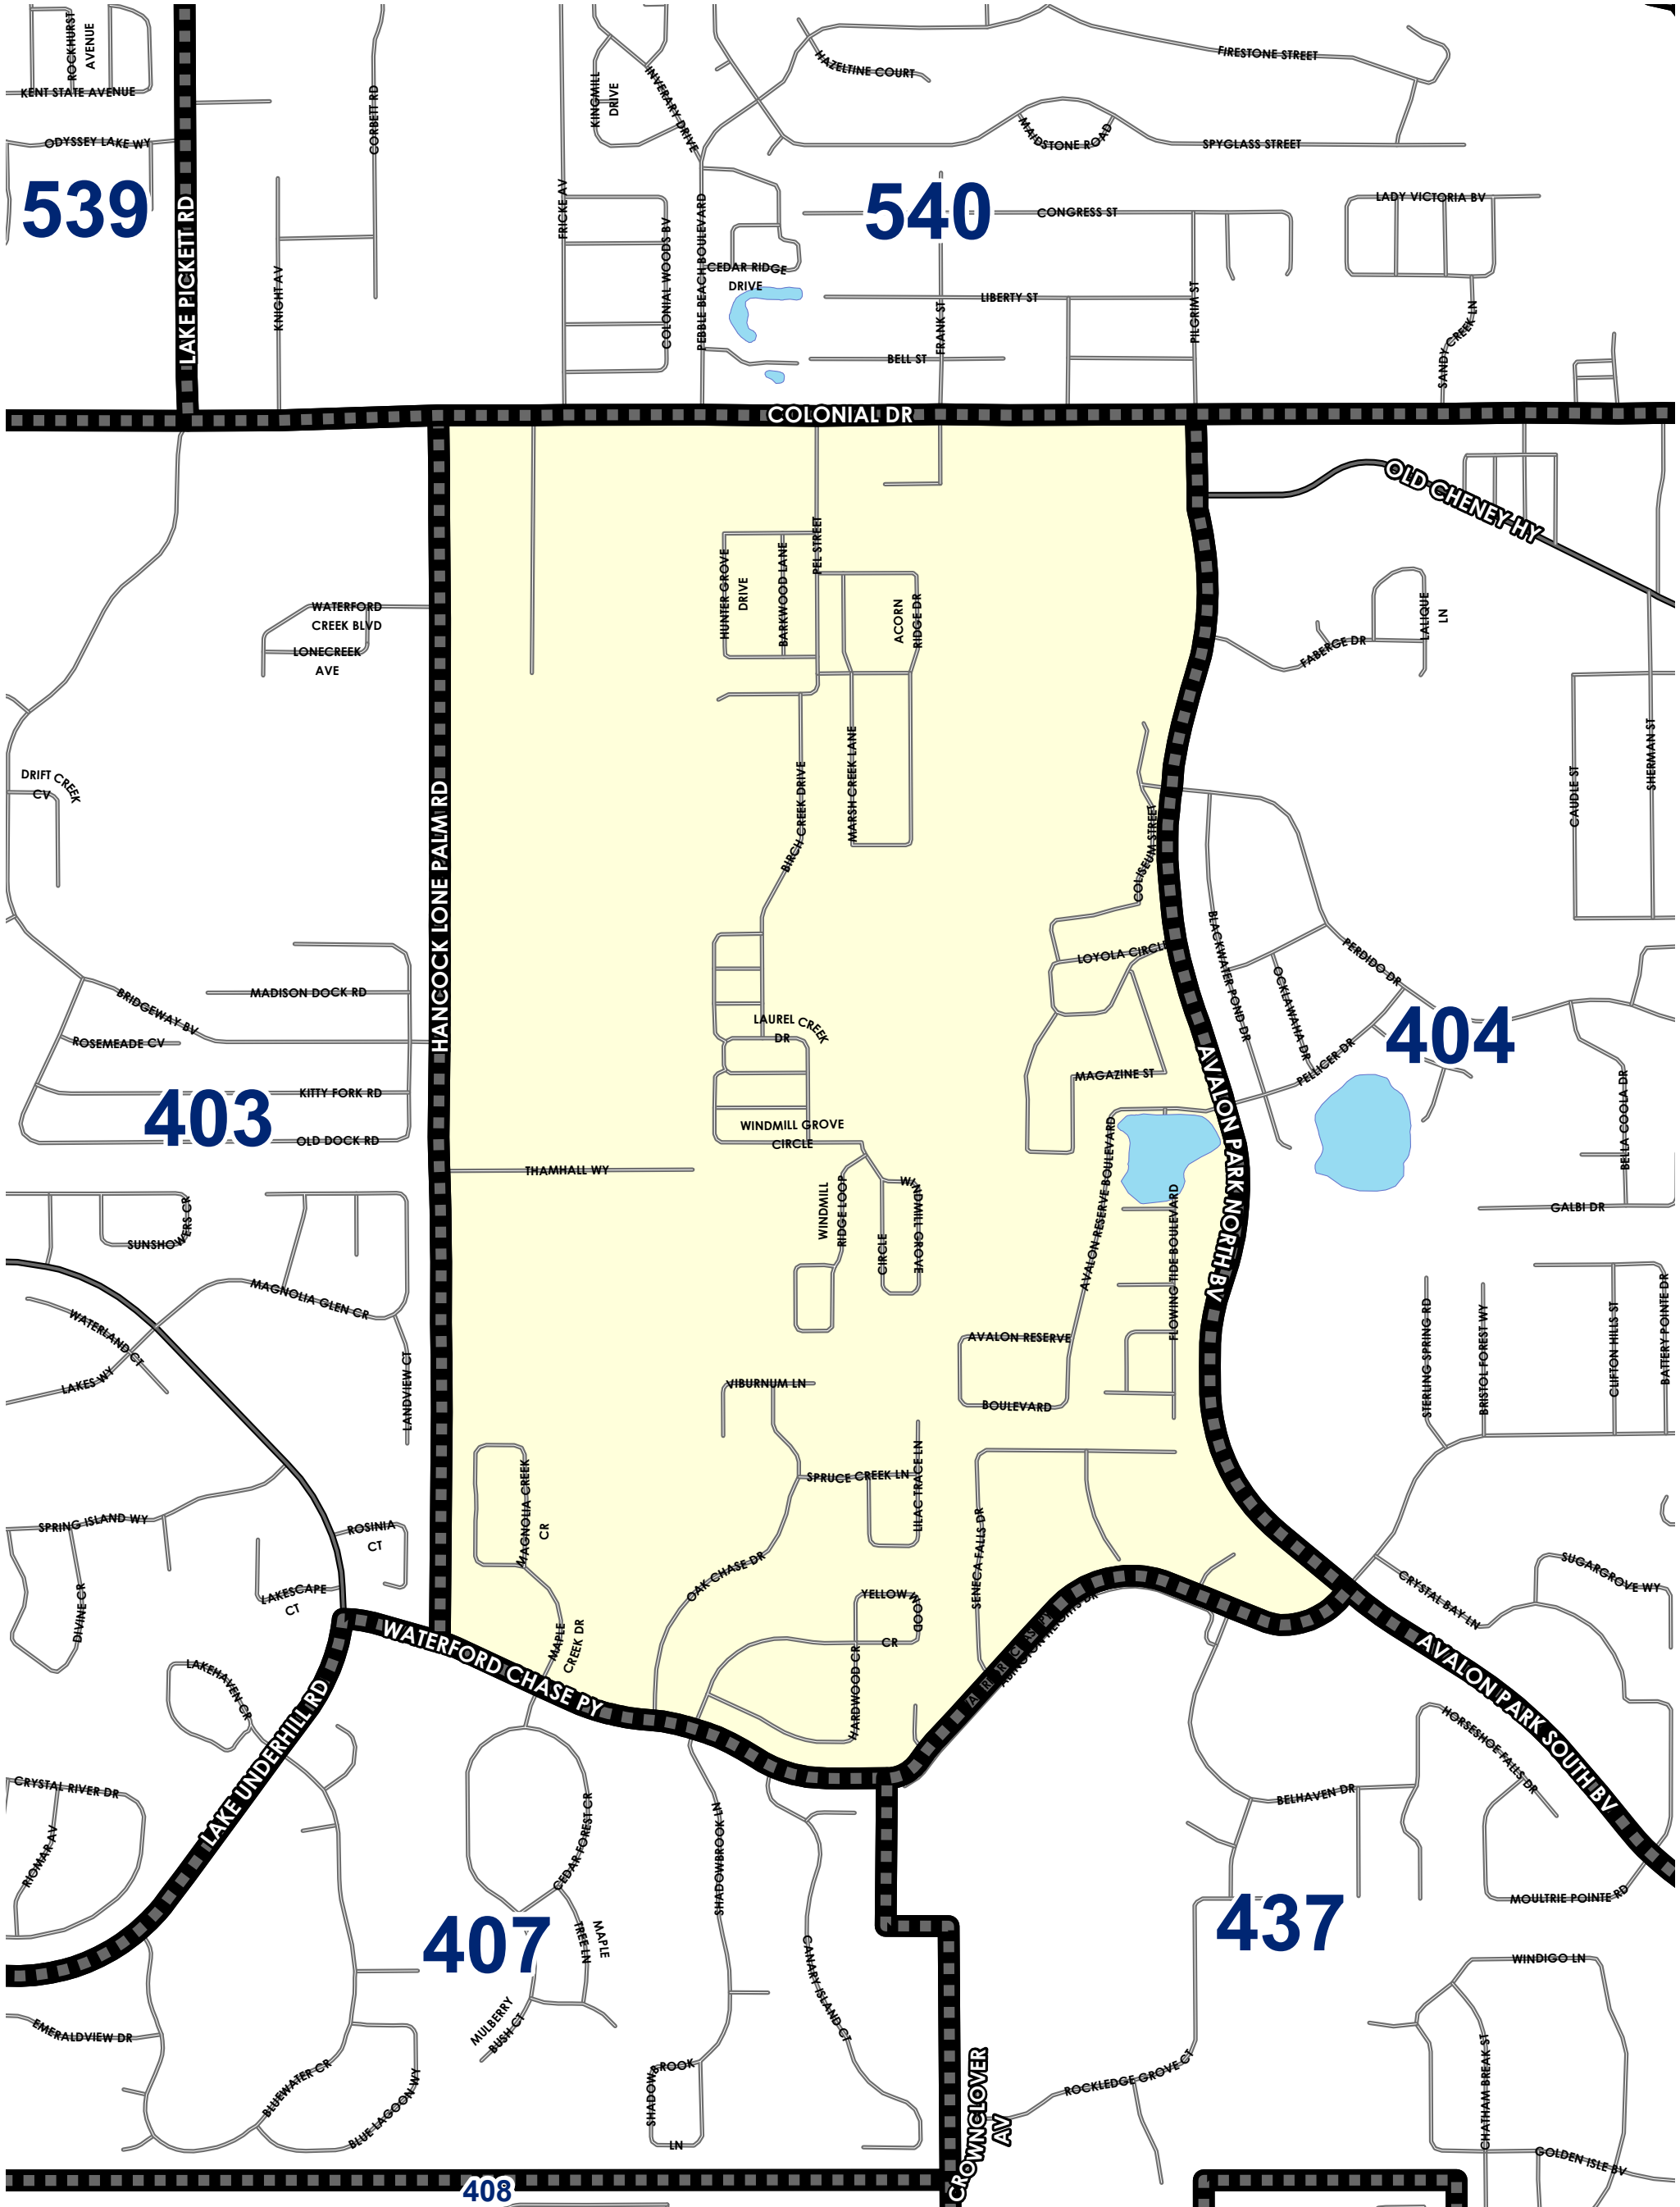 ROCKHURST
AVENUE
KENT STATE AVENUE
ODYSSEY LAKE WY
539
LAKE PICKETT RD
CORBETT RD
KNIGHT AV
FRICKE AV
KINGMILL
DRIVE
INVERARY DRIVE
HAZELTINE COURT
FIRESTONE STREET
MAIDSTONE ROAD
SPYGLASS STREET
540
CONGRESS ST
LADY VICTORIA BV
COLONIAL WOODS BV
PEBBLE BEACH BOULEVARD
CEDAR RIDGE
DRIVE
LIBERTY ST
FRANK ST
BELL ST
PILGRIM ST
SANDY CREEK LN
COLONIAL DR
OLD CHENEY HY
PEL STREET
HUNTER GROVE
DRIVE
BARKWOOD LANE
ACORN
RIDGE DR
WATERFORD
CREEK BLVD
LONECREEK
AVE
FABERGE DR
LALIQUE
LN
DRIFT CREEK
CV
HANCOCK LONE PALM RD
BIRCH CREEK DRIVE
MARSH CREEK LANE
COLISEUM STREET
CAUDLE ST
SHERMAN ST
LOYOLA CIRCLE
BLACKWATER POND DR
OCKLAWAHA DR
PERDIDO DR
PELLICER DR
404
MADISON DOCK RD
BRIDGEWAY BV
ROSEMEADE CV
KITTY FORK RD
403
OLD DOCK RD
LAUREL CREEK
DR
MAGAZINE ST
WINDMILL GROVE
CIRCLE
THAMHALL WY
WINDMILL
RIDGE LOOP
WINDMILL GROVE
CIRCLE
AVALON RESERVE BOULEVARD
FLOWING TIDE BOULEVARD
AVALON PARK NORTH BV
BELLA COOLA DR
GALBI DR
SUNSHOWERS CR
MAGNOLIA GLEN CR
WATERLAND CT
LAKES WY
LANDVIEW CT
AVALON RESERVE
BOULEVARD
STERLING SPRING RD
BRISTOL FOREST WY
CLIFTON HILLS ST
BATTERY POINTE DR
VIBURNUM LN
SPRUCE CREEK LN
LILAC TRACE LN
MAGNOLIA CREEK
CR
SENECA FALLS DR
OAK CHASE DR
SPRING ISLAND WY
ROSINIA
CT
LAKESCAPE
CT
DIVINE CR
YELLOWWOOD
CR
HARDWOOD CR
MAPLE
CREEK DR
WATERFORD CHASE PY
CRYSTAL BAY LN
SUGARGROVE WY
AVALON PARK SOUTH BV
LAKEHAVEN CR
LAKE UNDERHILL RD
HORSESHOE FALLS DR
CRYSTAL RIVER DR
RIOMAR AV
BELHAVEN DR
MOULTRIE POINTE RD
CEDAR FOREST CR
SHADOWBROOK LN
407
MAPLE
TREE LN
CANARY ISLAND CT
437
WINDIGO LN
MULBERRY
BUSH CT
EMERALDVIEW DR
BLUEWATER CR
BLUE LAGOON WY
SHADOWBROOK
LN
CROWNCLOVER
AV
ROCKLEDGE GROVE CT
CHATHAM BREAK ST
GOLDEN ISLE BV
408